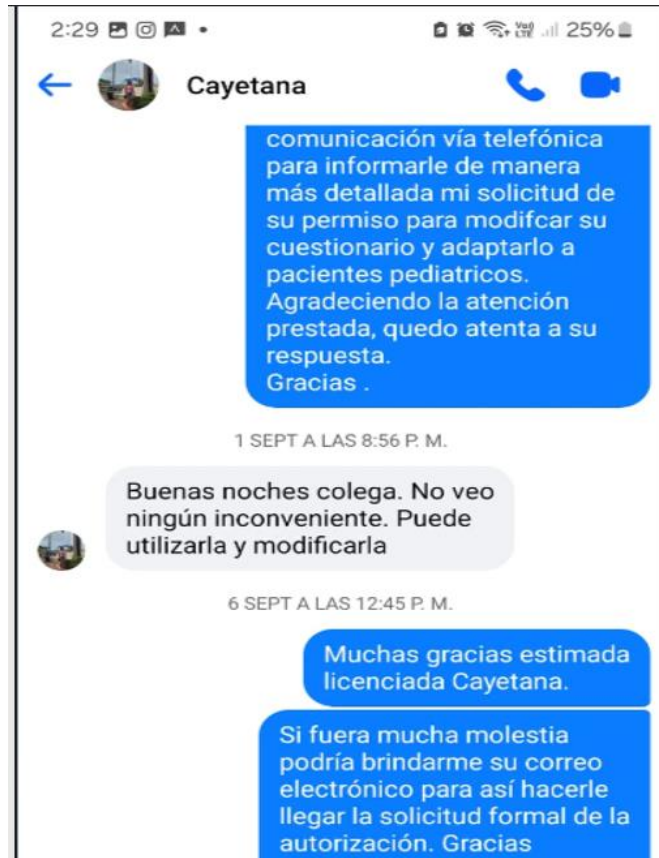 2:29
25%
Cayetana
comunicación vía telefónica
para informarle de manera
más detallada mi solicitud de
su permiso para modifcar su
cuestionario y adaptarlo a
pacientes pediatricos.
Agradeciendo la atención
prestada, quedo atenta a su
respuesta.
Gracias .
1 SEPT A LAS 8:56 P. M.
Buenas noches colega. No veo
ningún inconveniente. Puede
utilizarla y modificarla
6 SEPT A LAS 12:45 P. M.
Muchas gracias estimada
licenciada Cayetana.
Si fuera mucha molestia
podría brindarme su correo
electrónico para así hacerle
llegar la solicitud formal de la
autorización. Gracias